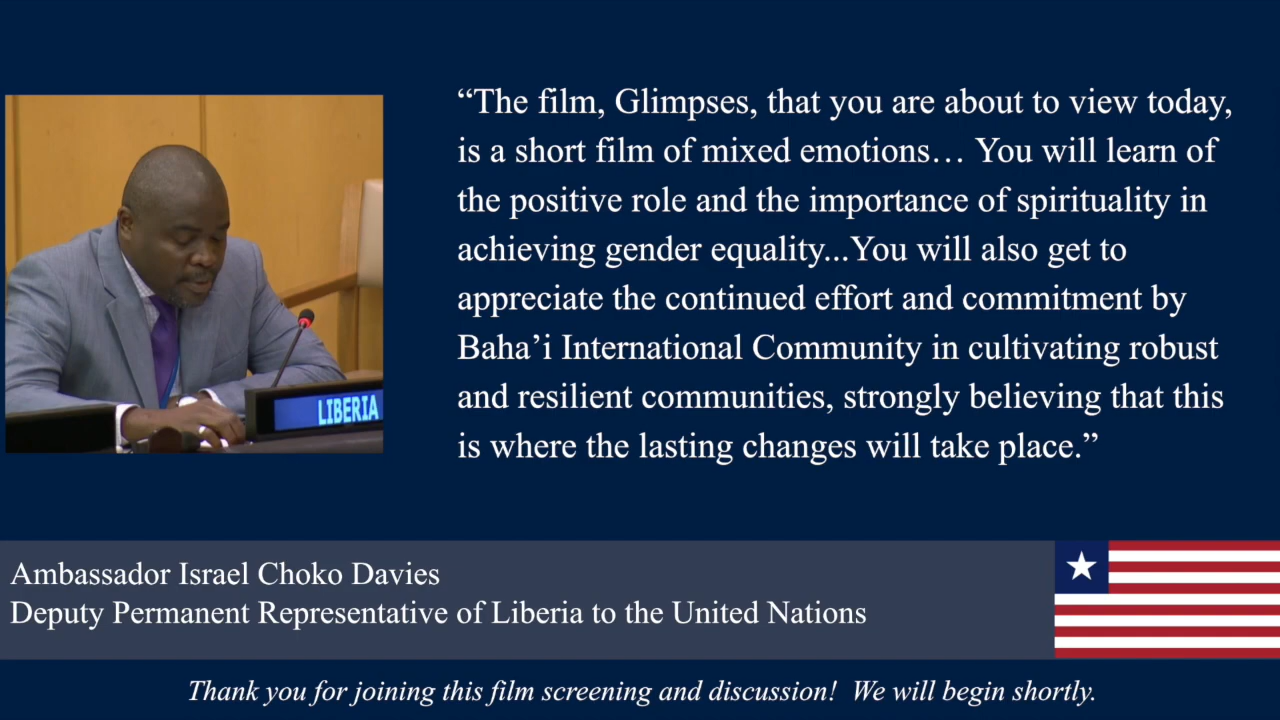 “The film, Glimpses, that you are about to view today,
is a short film of mixed emotions… You will learn of
the positive role and the importance of spirituality in
achieving gender equality...You will also get to
appreciate the continued effort and commitment by
Baha’i International Community in cultivating robust
and resilient communities, strongly believing that this
is where the lasting changes will take place.”
LIBERIA
Ambassador Israel Choko Davies
Deputy Permanent Representative of Liberia to the United Nations
Thank you for joining this film screening and discussion!  We will begin shortly.